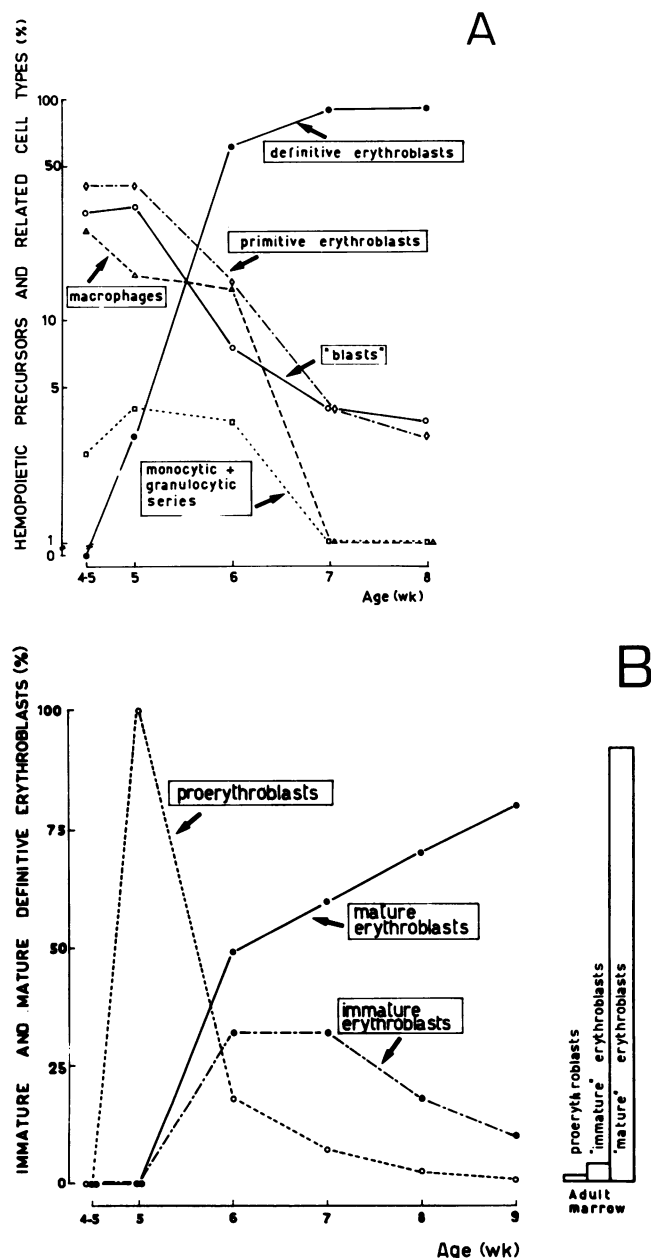 A
HEMOPOIETIC PRECURSORS AND RELATED CELL TYPES (%)
100
50
10
5
1
0
definitive erythroblasts
primitive erythroblasts
macrophages
"blasts"
monocytic +
granulocytic
series
4-5 5 6 7 8
Age (wk)
B
IMMATURE AND MATURE DEFINITIVE ERYTHROBLASTS (%)
100
75
50
25
0
proerythroblasts
mature
erythroblasts
immature
erythroblasts
4-5 5 6 7 8 9
Age (wk)
proerythroblasts
"immature" erythroblasts
"mature" erythroblasts
Adult
marrow